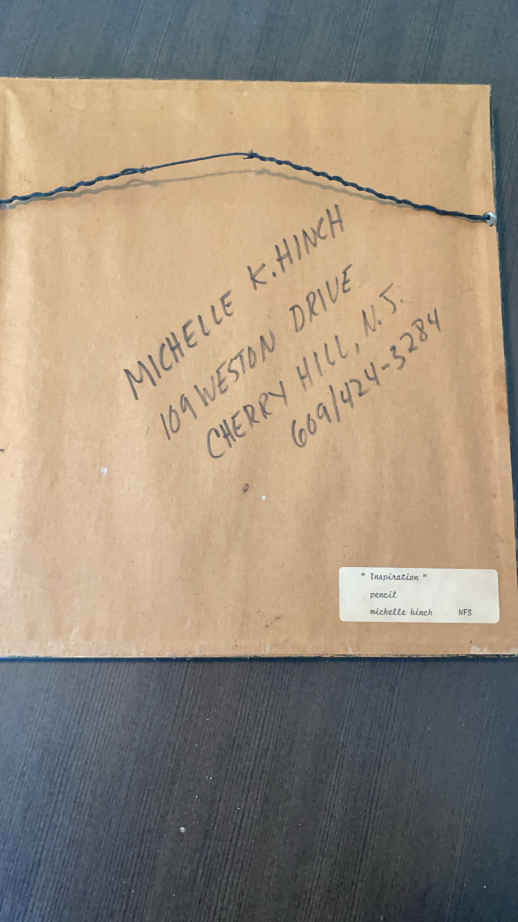 MICHELLE K. HINCH
109 WESTON DRIVE
CHERRY HILL, N.J.
609/424-3284
" Inspiration "
pencil
michelle hinch NFS